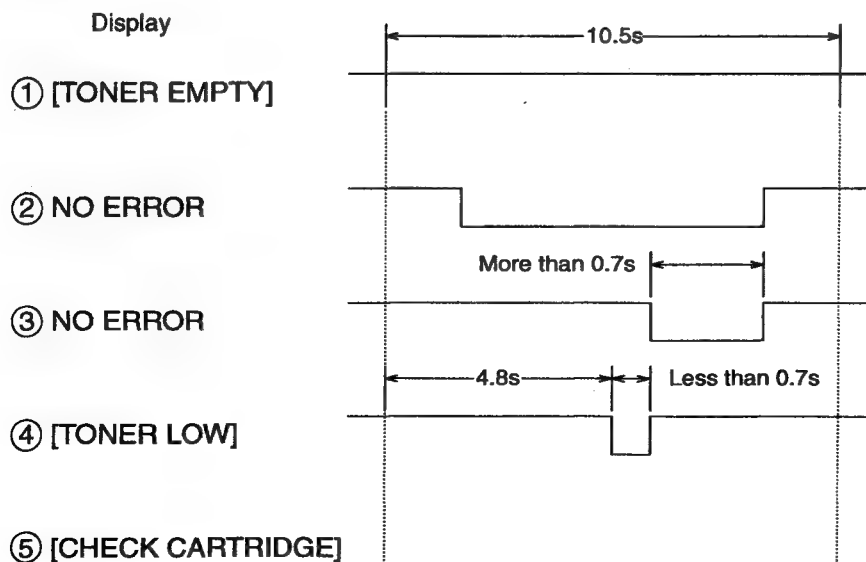 Display
10.5s
① [TONER EMPTY]
② NO ERROR
More than 0.7s
③ NO ERROR
4.8s Less than 0.7s
④ [TONER LOW]
⑤ [CHECK CARTRIDGE]